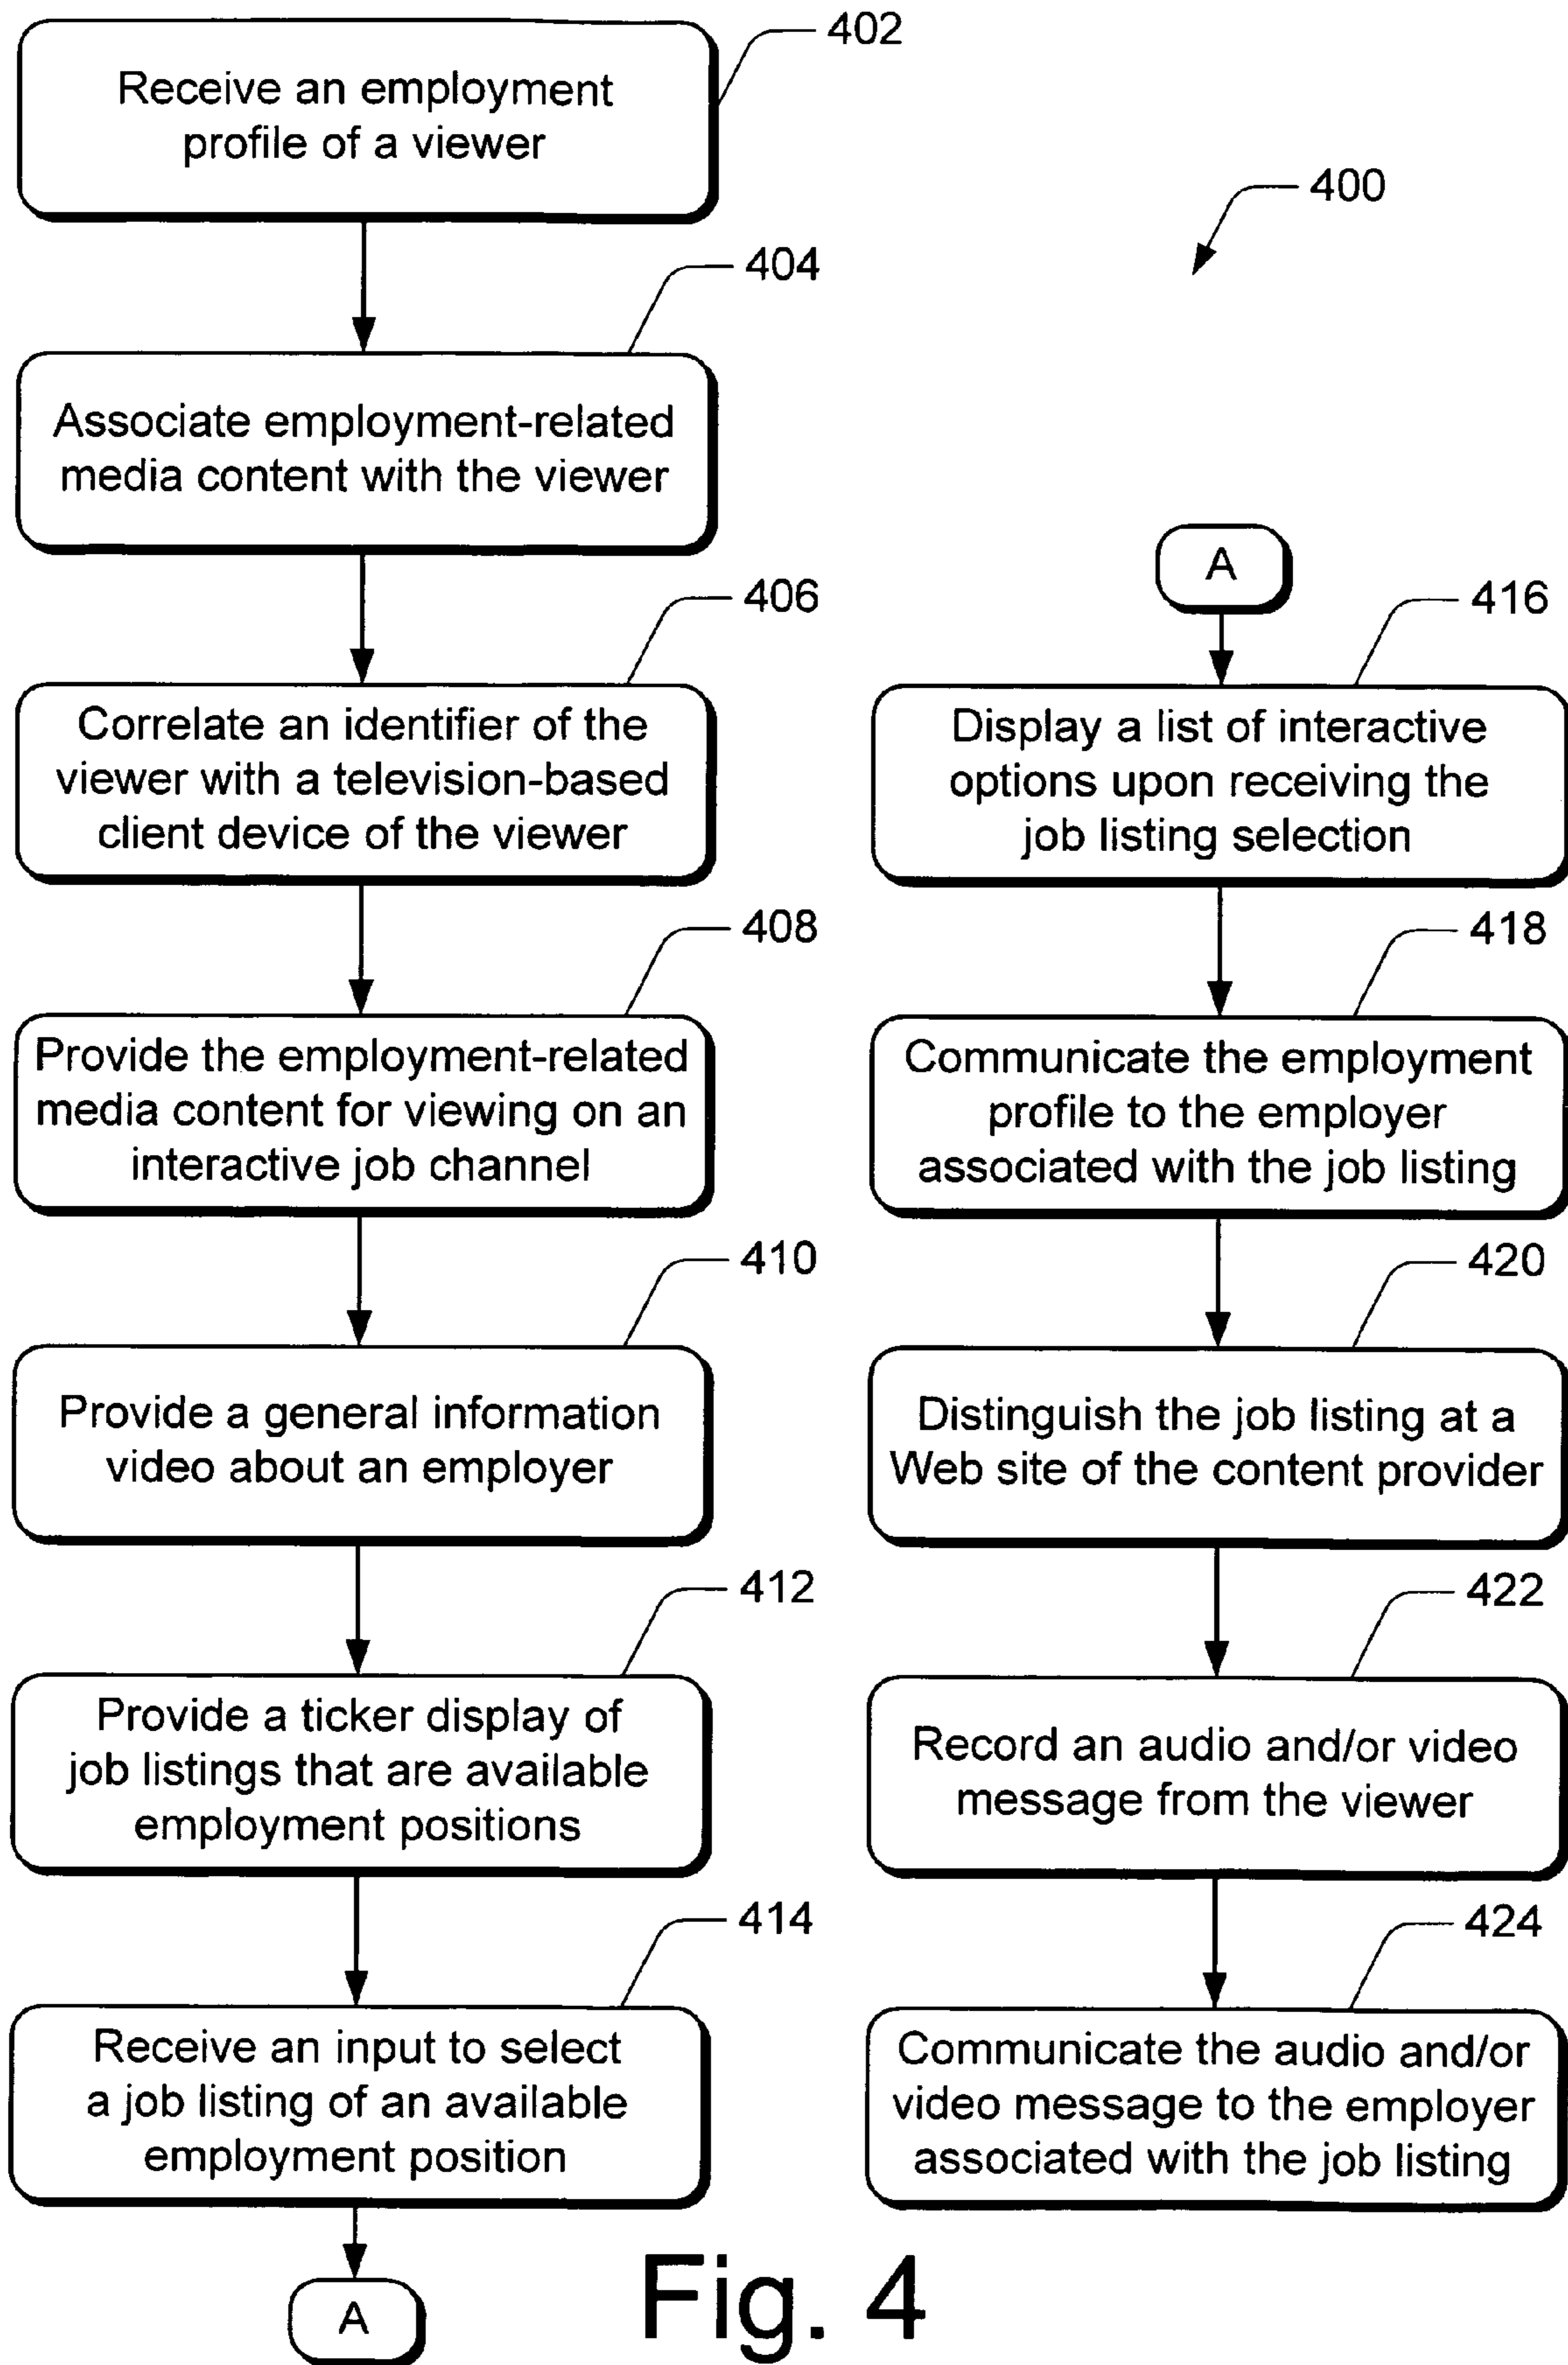 402
Receive an employment
profile of a viewer
400
404
Associate employment-related
media content with the viewer
406
Correlate an identifier of the
viewer with a television-based
client device of the viewer
408
Provide the employment-related
media content for viewing on an
interactive job channel
410
Provide a general information
video about an employer
412
Provide a ticker display of
job listings that are available
employment positions
414
Receive an input to select
a job listing of an available
employment position
A
A
416
Display a list of interactive
options upon receiving the
job listing selection
418
Communicate the employment
profile to the employer
associated with the job listing
420
Distinguish the job listing at a
Web site of the content provider
422
Record an audio and/or video
message from the viewer
424
Communicate the audio and/or
video message to the employer
associated with the job listing
Fig. 4